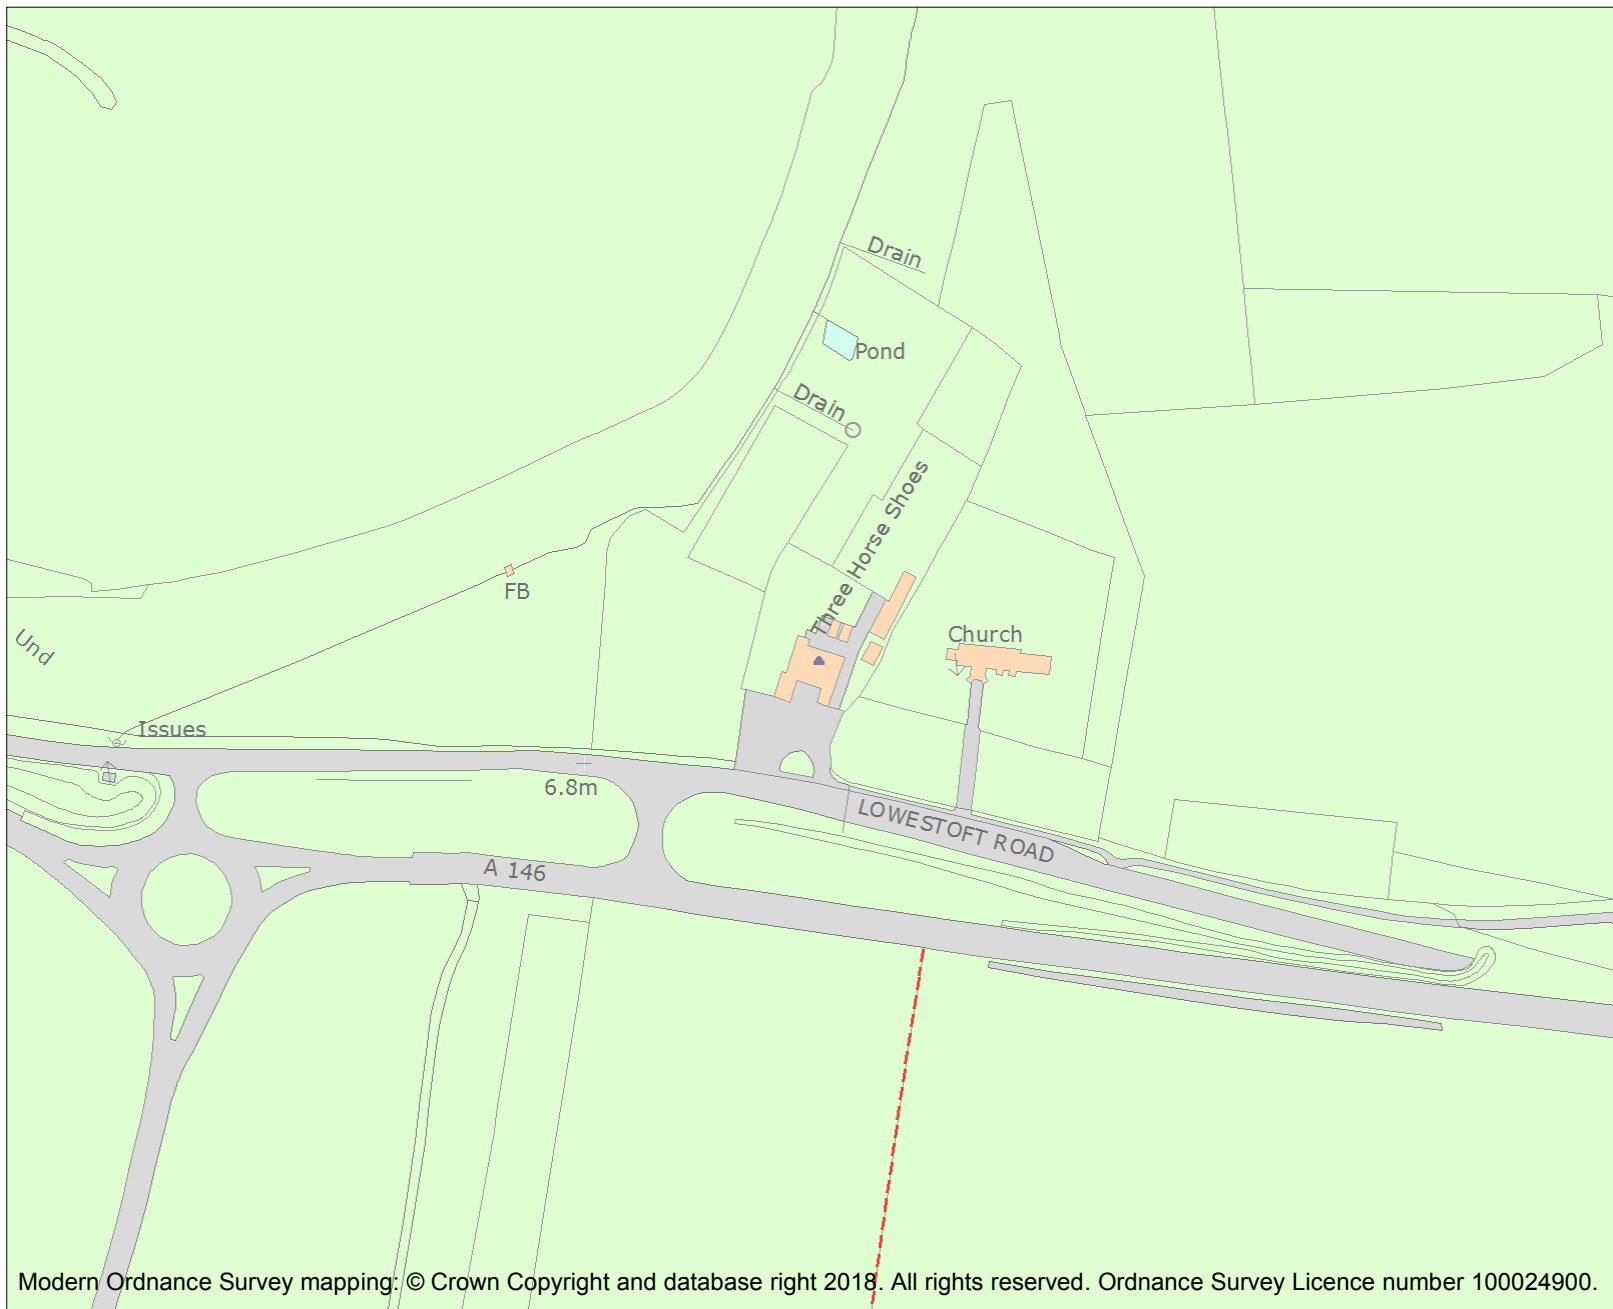 Drain
Pond
Drain
Three Horse Shoes
FB
Church
Und
Issues
6.8m
LOWESTOFT ROAD
A 146
Modern Ordnance Survey mapping: © Crown Copyright and database right 2018. All rights reserved. Ordnance Survey Licence number 100024900.